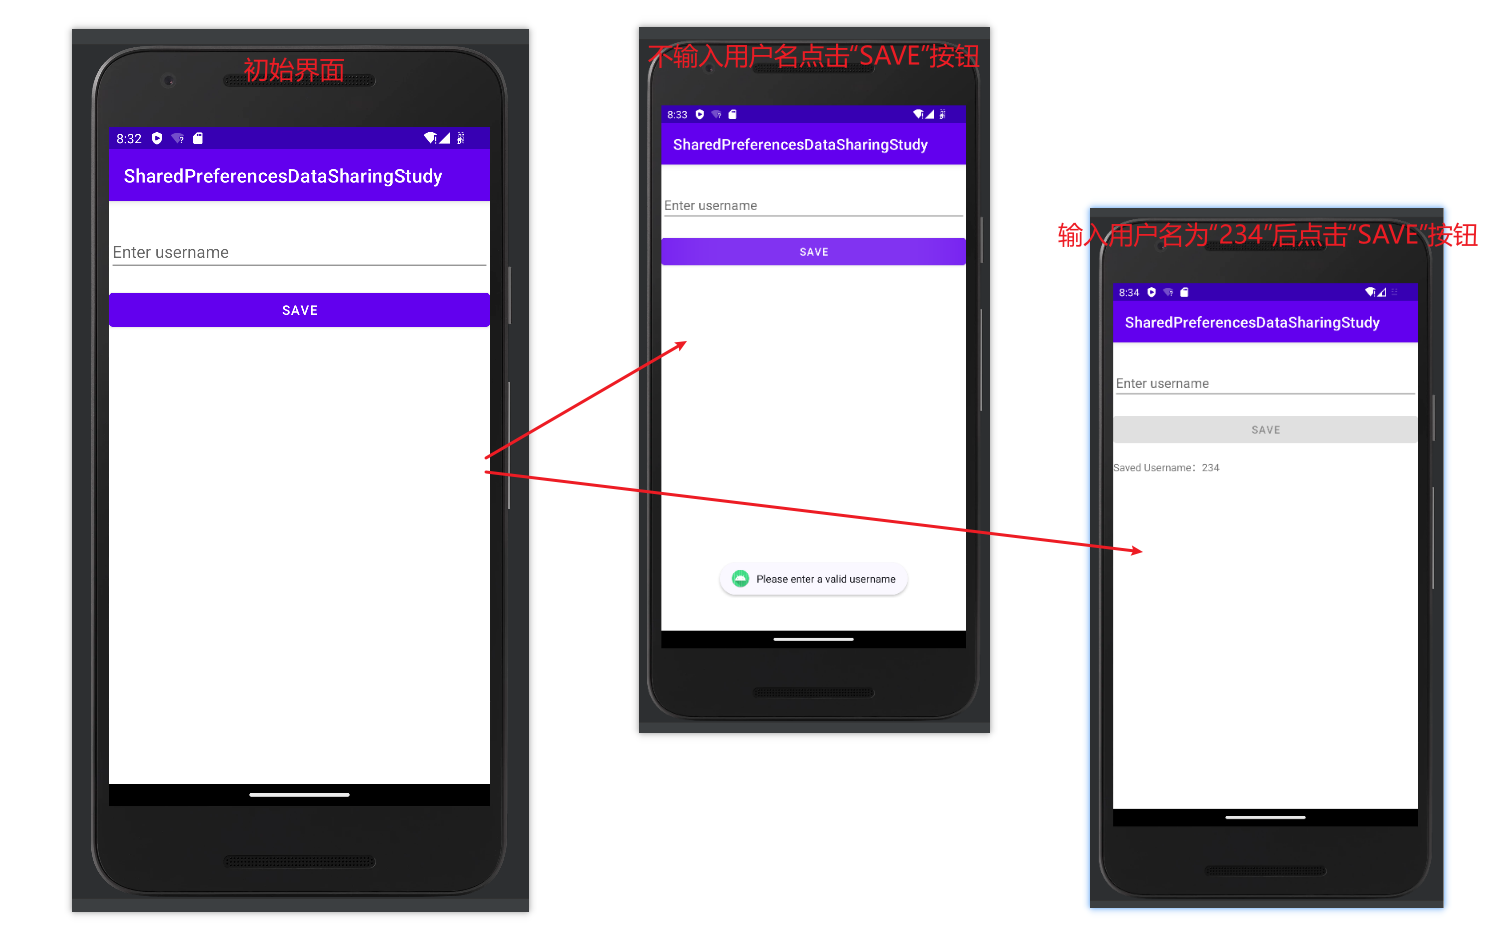 初始界面
8:32
SharedPreferencesDataSharingStudy
Enter username
SAVE
不输入用户名点击“SAVE”按钮
8:33
SharedPreferencesDataSharingStudy
Enter username
SAVE
Please enter a valid username
输入用户名为“234”后点击“SAVE”按钮
8:34
SharedPreferencesDataSharingStudy
Enter username
SAVE
Saved Username：234